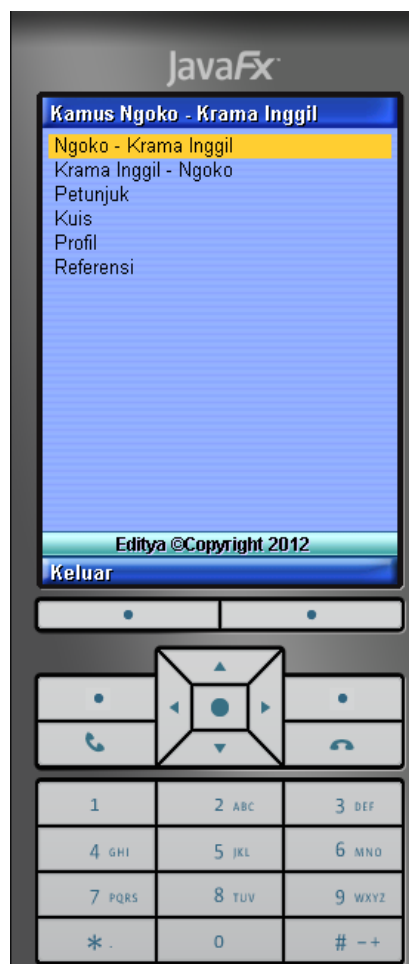 JavaFx
Kamus Ngoko - Krama Inggil
Ngoko - Krama Inggil
Krama Inggil - Ngoko
Petunjuk
Kuis
Profil
Referensi
Editya ©Copyright 2012
Keluar
1 2 ABC 3 DEF
4 GHI 5 JKL 6 MNO
7 PQRS 8 TUV 9 WXYZ
* . 0 # -+